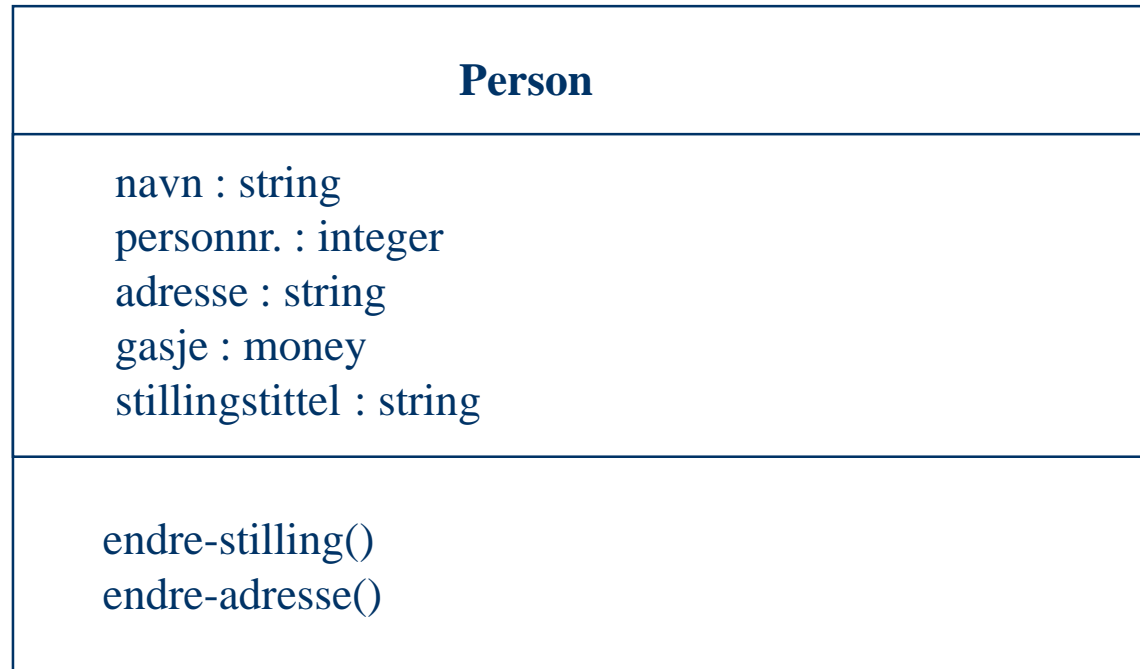 Person
navn : string
personnr. : integer
adresse : string
gasje : money
stillingstittel : string
endre-stilling()
endre-adresse()